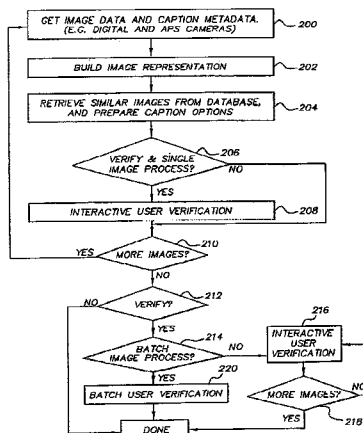 GET IMAGE DATA AND CAPTION METADATA.
(E.G. DIGITAL AND APS CAMERAS)
200
BUILD IMAGE REPRESENTATION
202
RETRIEVE SIMILAR IMAGES FROM DATABASE,
AND PREPARE CAPTION OPTIONS
204
206
VERIFY & SINGLE
IMAGE PROCESS?
NO
YES
INTERACTIVE USER VERIFICATION
208
210
YES
MORE IMAGES?
NO
212
NO
VERIFY?
216
YES
214
BATCH
IMAGE PROCESS?
NO
INTERACTIVE
USER
VERIFICATION
YES
220
BATCH USER VERIFICATION
NO
MORE IMAGES?
YES
218
DONE